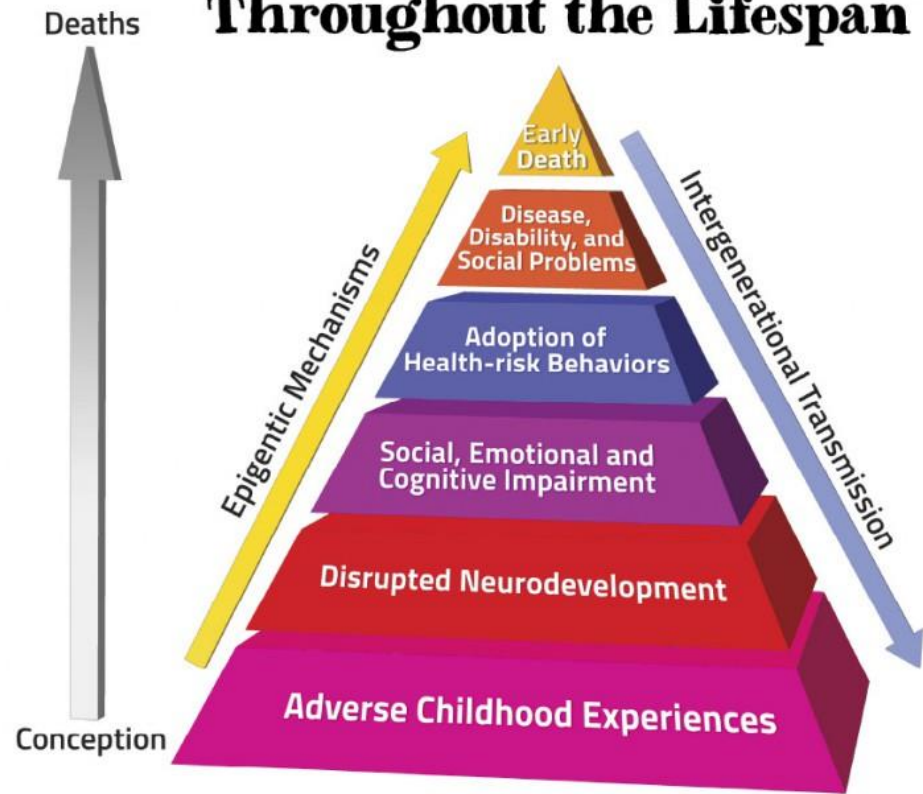 Throughout the Lifespan
Deaths
Early
Death
Disease,
Disability, and
Social Problems
Adoption of
Health-risk Behaviors
Social, Emotional and
Cognitive Impairment
Disrupted Neurodevelopment
Adverse Childhood Experiences
Conception
Epigentic Mechanisms
Intergenerational Transmission